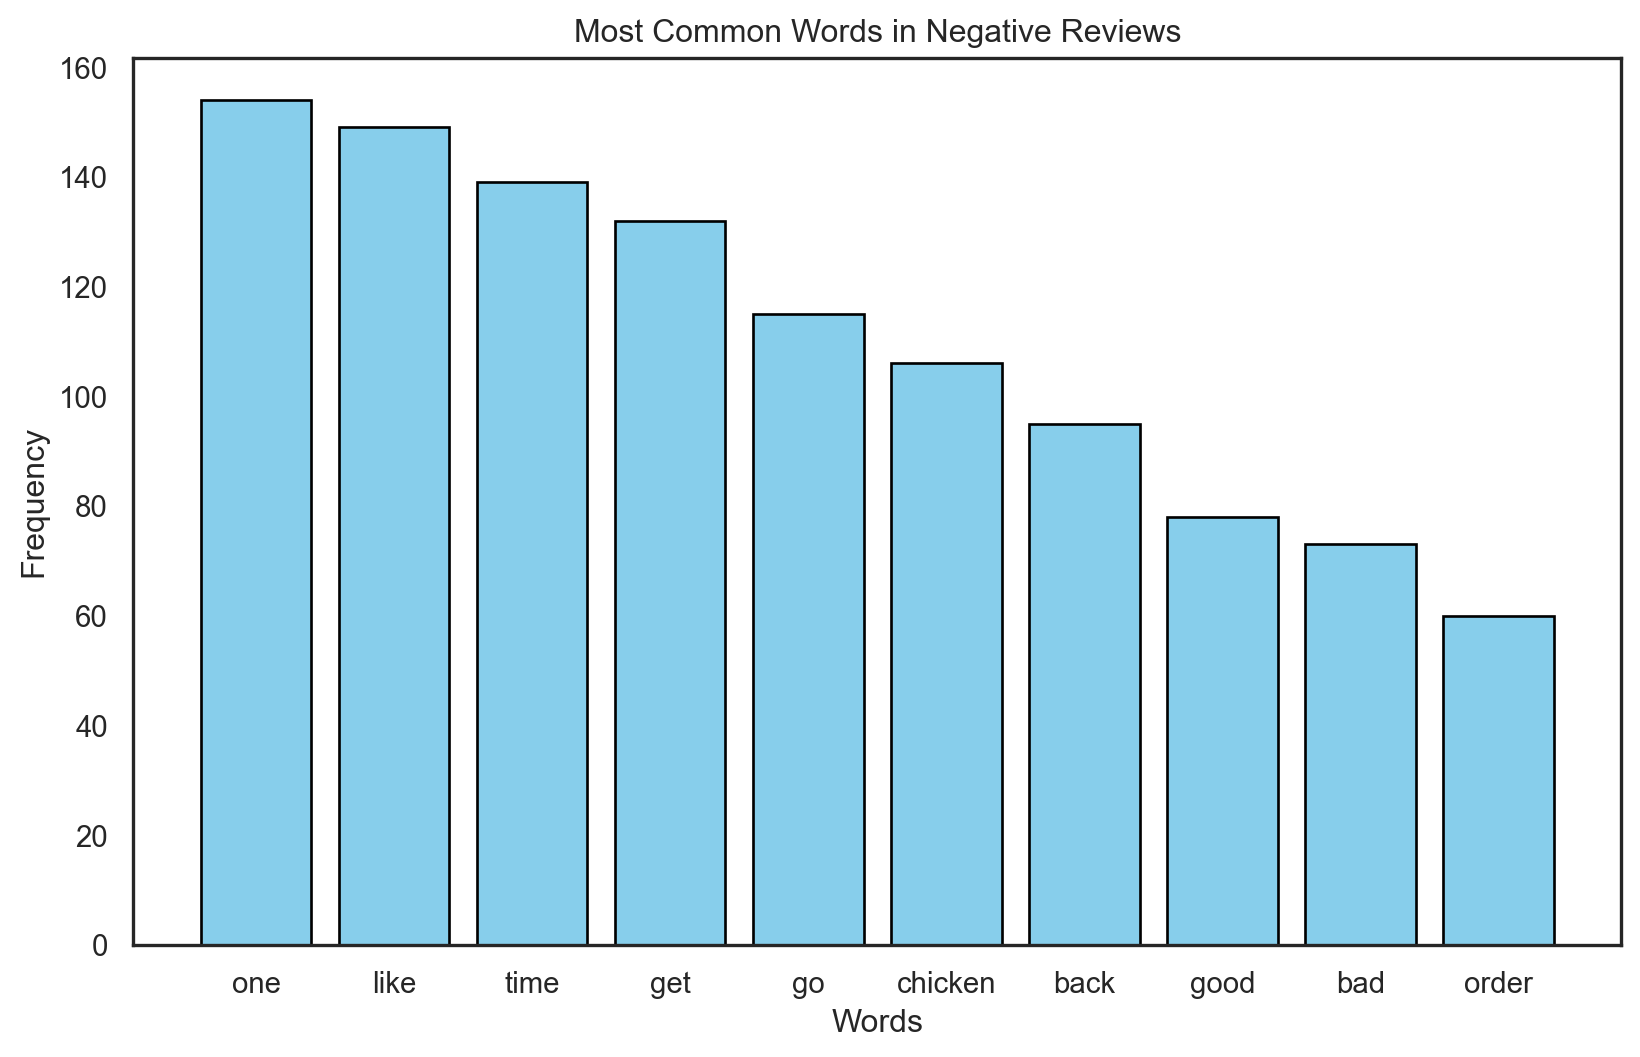 Most Common Words in Negative Reviews
160
140
120
100
80
60
40
20
0
Frequency
one like time get go chicken back good bad order
Words